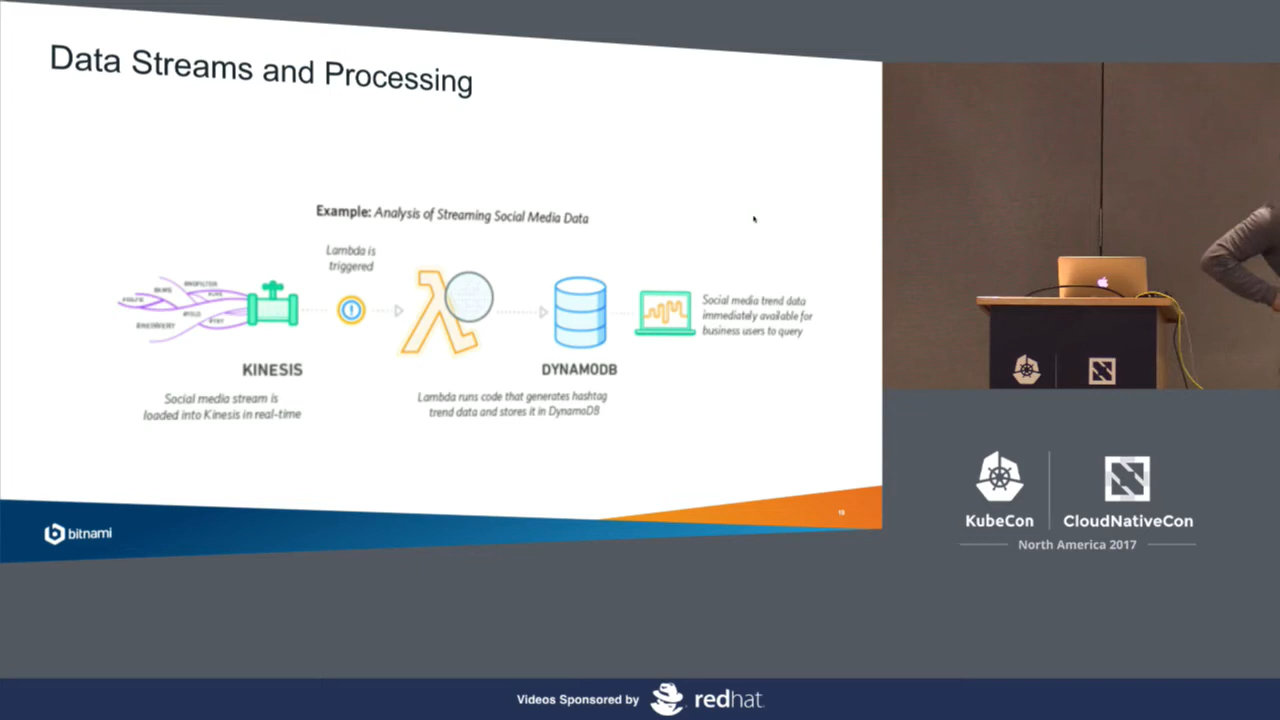 Data Streams and Processing
Example: Analysis of Streaming Social Media Data
Lambda is
triggered
KINESIS
DYNAMODB
Social media trend data
immediately available for
business users to query
Social media stream is
loaded into Kinesis in real-time
Lambda runs code that generates hashtag
trend data and stores it in DynamoDB
bitnami
19
KubeCon
CloudNativeCon
North America 2017
Videos Sponsored by
redhat.